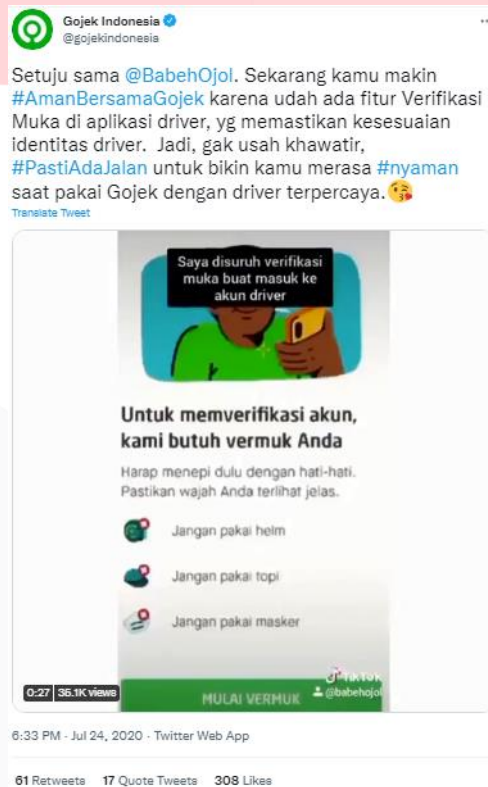 Gojek Indonesia
@gojekindonesia
Setuju sama @BabehOjol. Sekarang kamu makin
#AmanBersamaGojek karena udah ada fitur Verifikasi
Muka di aplikasi driver, yg memastikan kesesuaian
identitas driver.  Jadi, gak usah khawatir,
#PastiAdaJalan untuk bikin kamu merasa #nyaman
saat pakai Gojek dengan driver terpercaya.😘
Translate Tweet
Saya disuruh verifikasi
muka buat masuk ke
akun driver
Untuk memverifikasi akun,
kami butuh vermuk Anda
Harap menepi dulu dengan hati-hati.
Pastikan wajah Anda terlihat jelas.
Jangan pakai helm
Jangan pakai topi
Jangan pakai masker
TikTok
@babehojol
MULAI VERMUK
0:27 36.1K views
6:33 PM · Jul 24, 2020 · Twitter Web App
61 Retweets 17 Quote Tweets 308 Likes